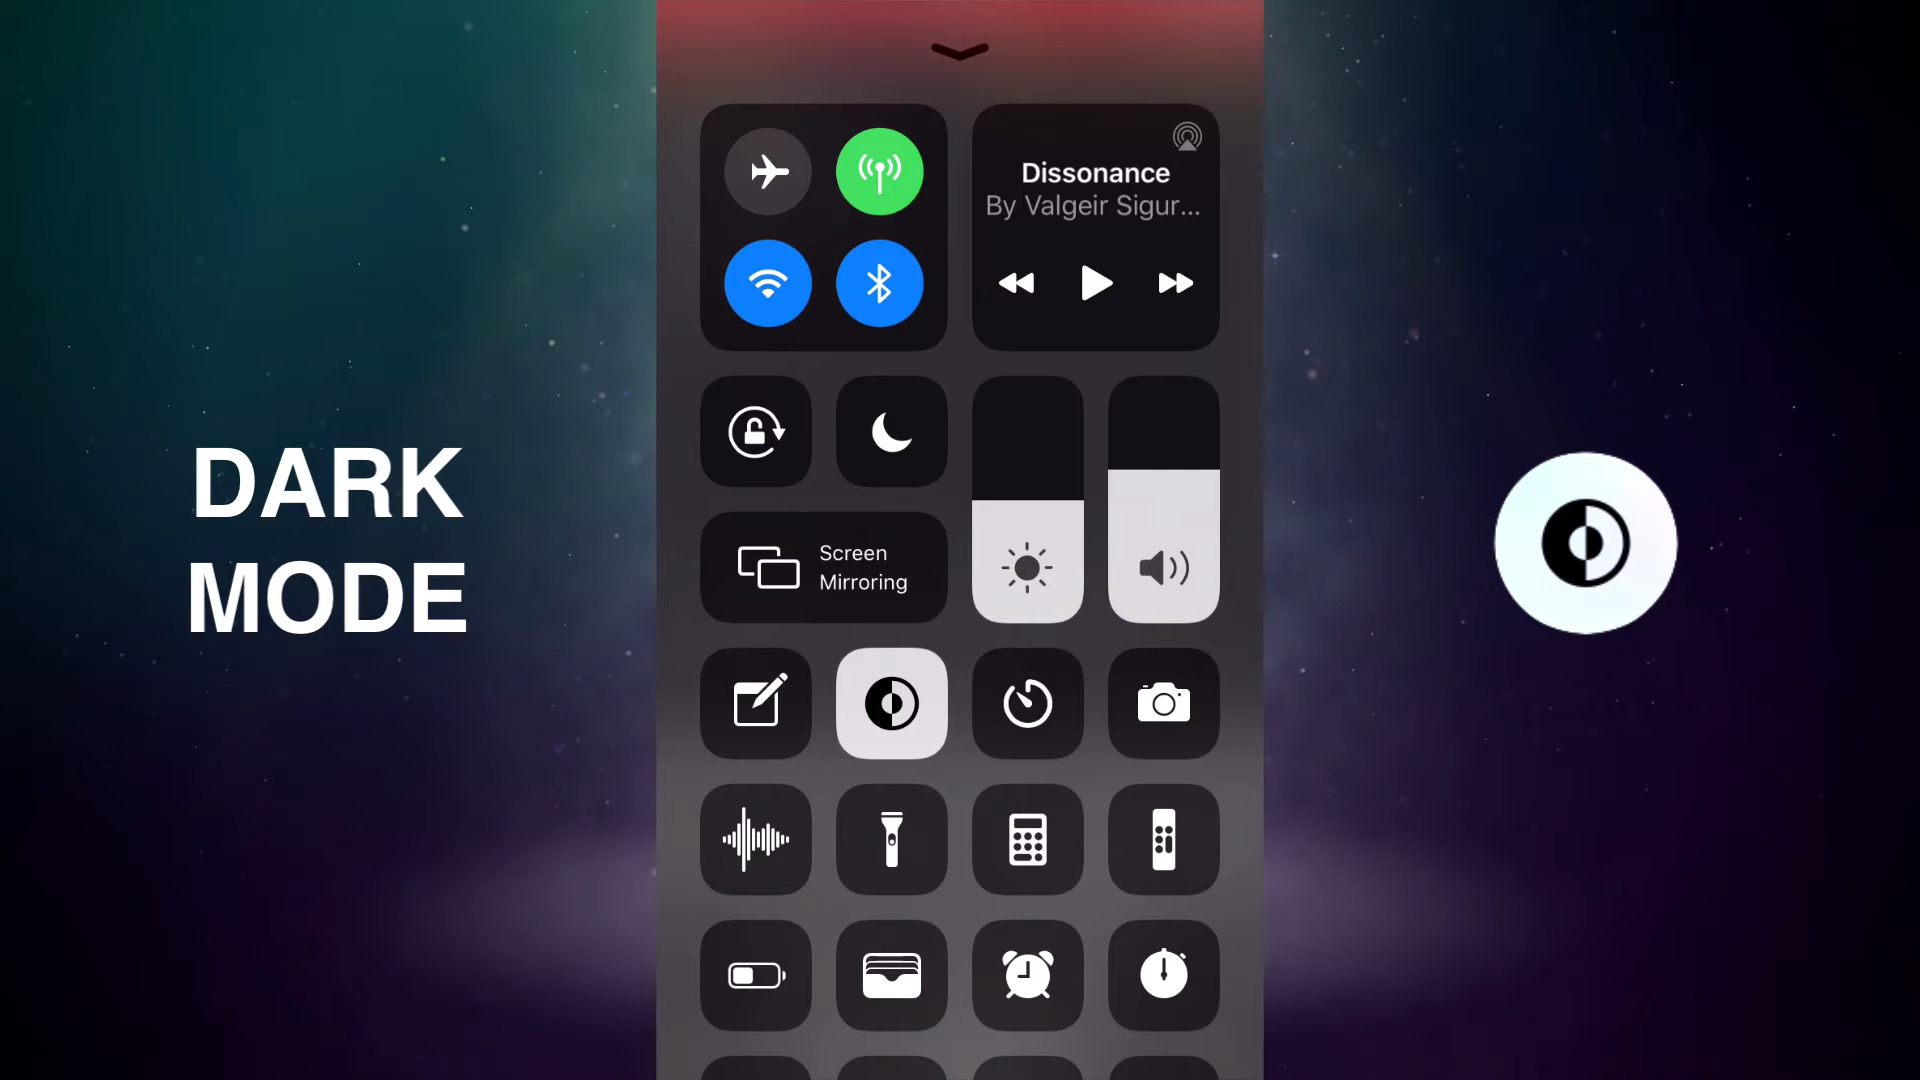 Dissonance
By Valgeir Sigur...
DARK
MODE
Screen
Mirroring